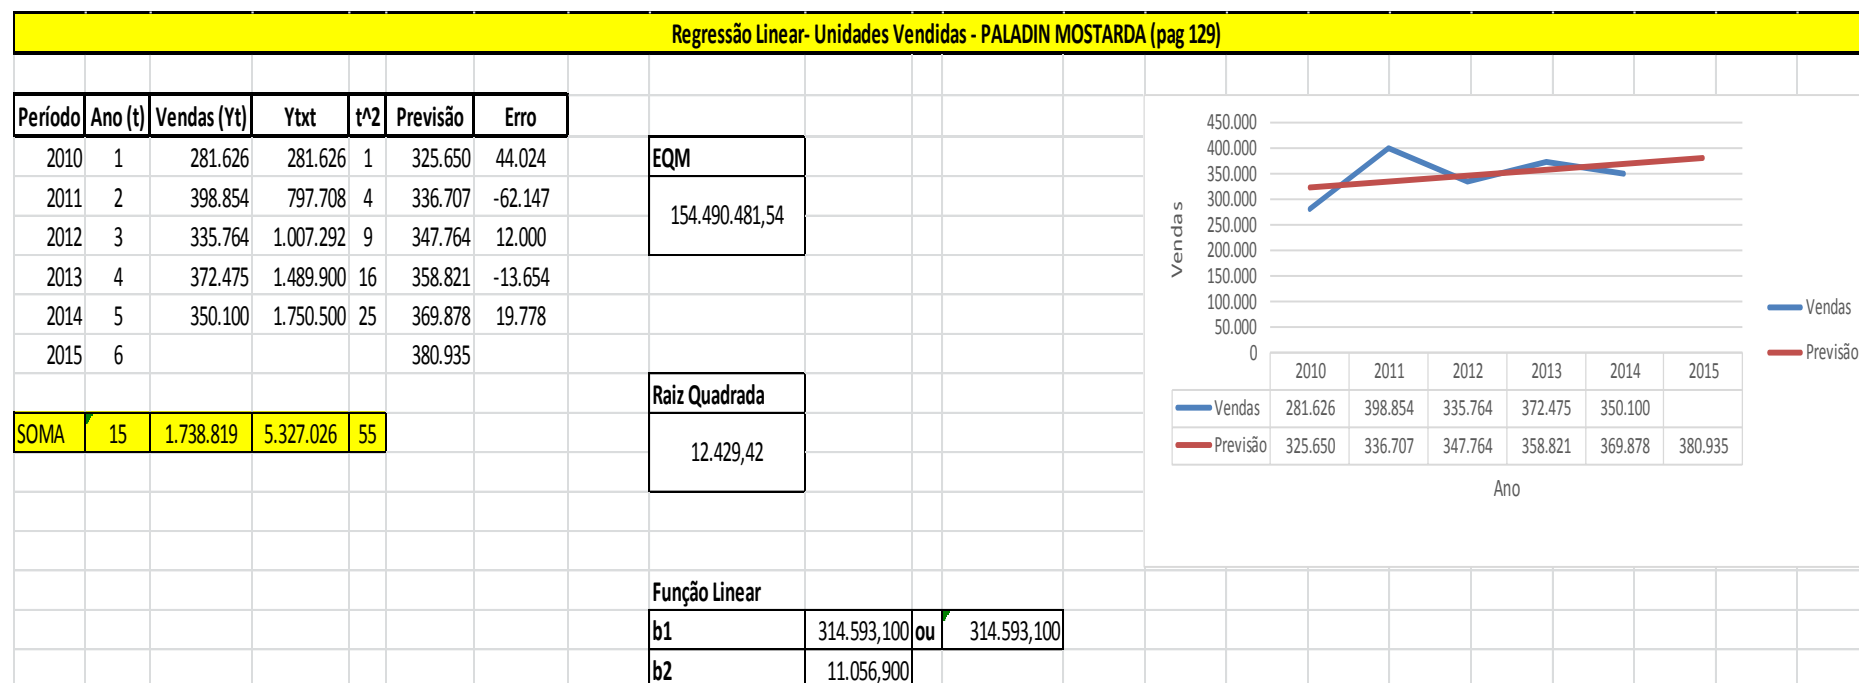 Regressão Linear- Unidades Vendidas - PALADIN MOSTARDA (pag 129)
Período Ano (t) Vendas (Yt) Ytxt t^2 Previsão Erro
2010 1 281.626 281.626 1 325.650 44.024
2011 2 398.854 797.708 4 336.707 -62.147
2012 3 335.764 1.007.292 9 347.764 12.000
2013 4 372.475 1.489.900 16 358.821 -13.654
2014 5 350.100 1.750.500 25 369.878 19.778
2015 6 380.935
SOMA 15 1.738.819 5.327.026 55
EQM
154.490.481,54
Raiz Quadrada
12.429,42
Função Linear
b1 314.593,100 ou 314.593,100
b2 11.056,900
Vendas
450.000
400.000
350.000
300.000
250.000
200.000
150.000
100.000
50.000
0
2010 2011 2012 2013 2014 2015
Vendas 281.626 398.854 335.764 372.475 350.100
Previsão 325.650 336.707 347.764 358.821 369.878 380.935
Ano
Vendas
Previsão